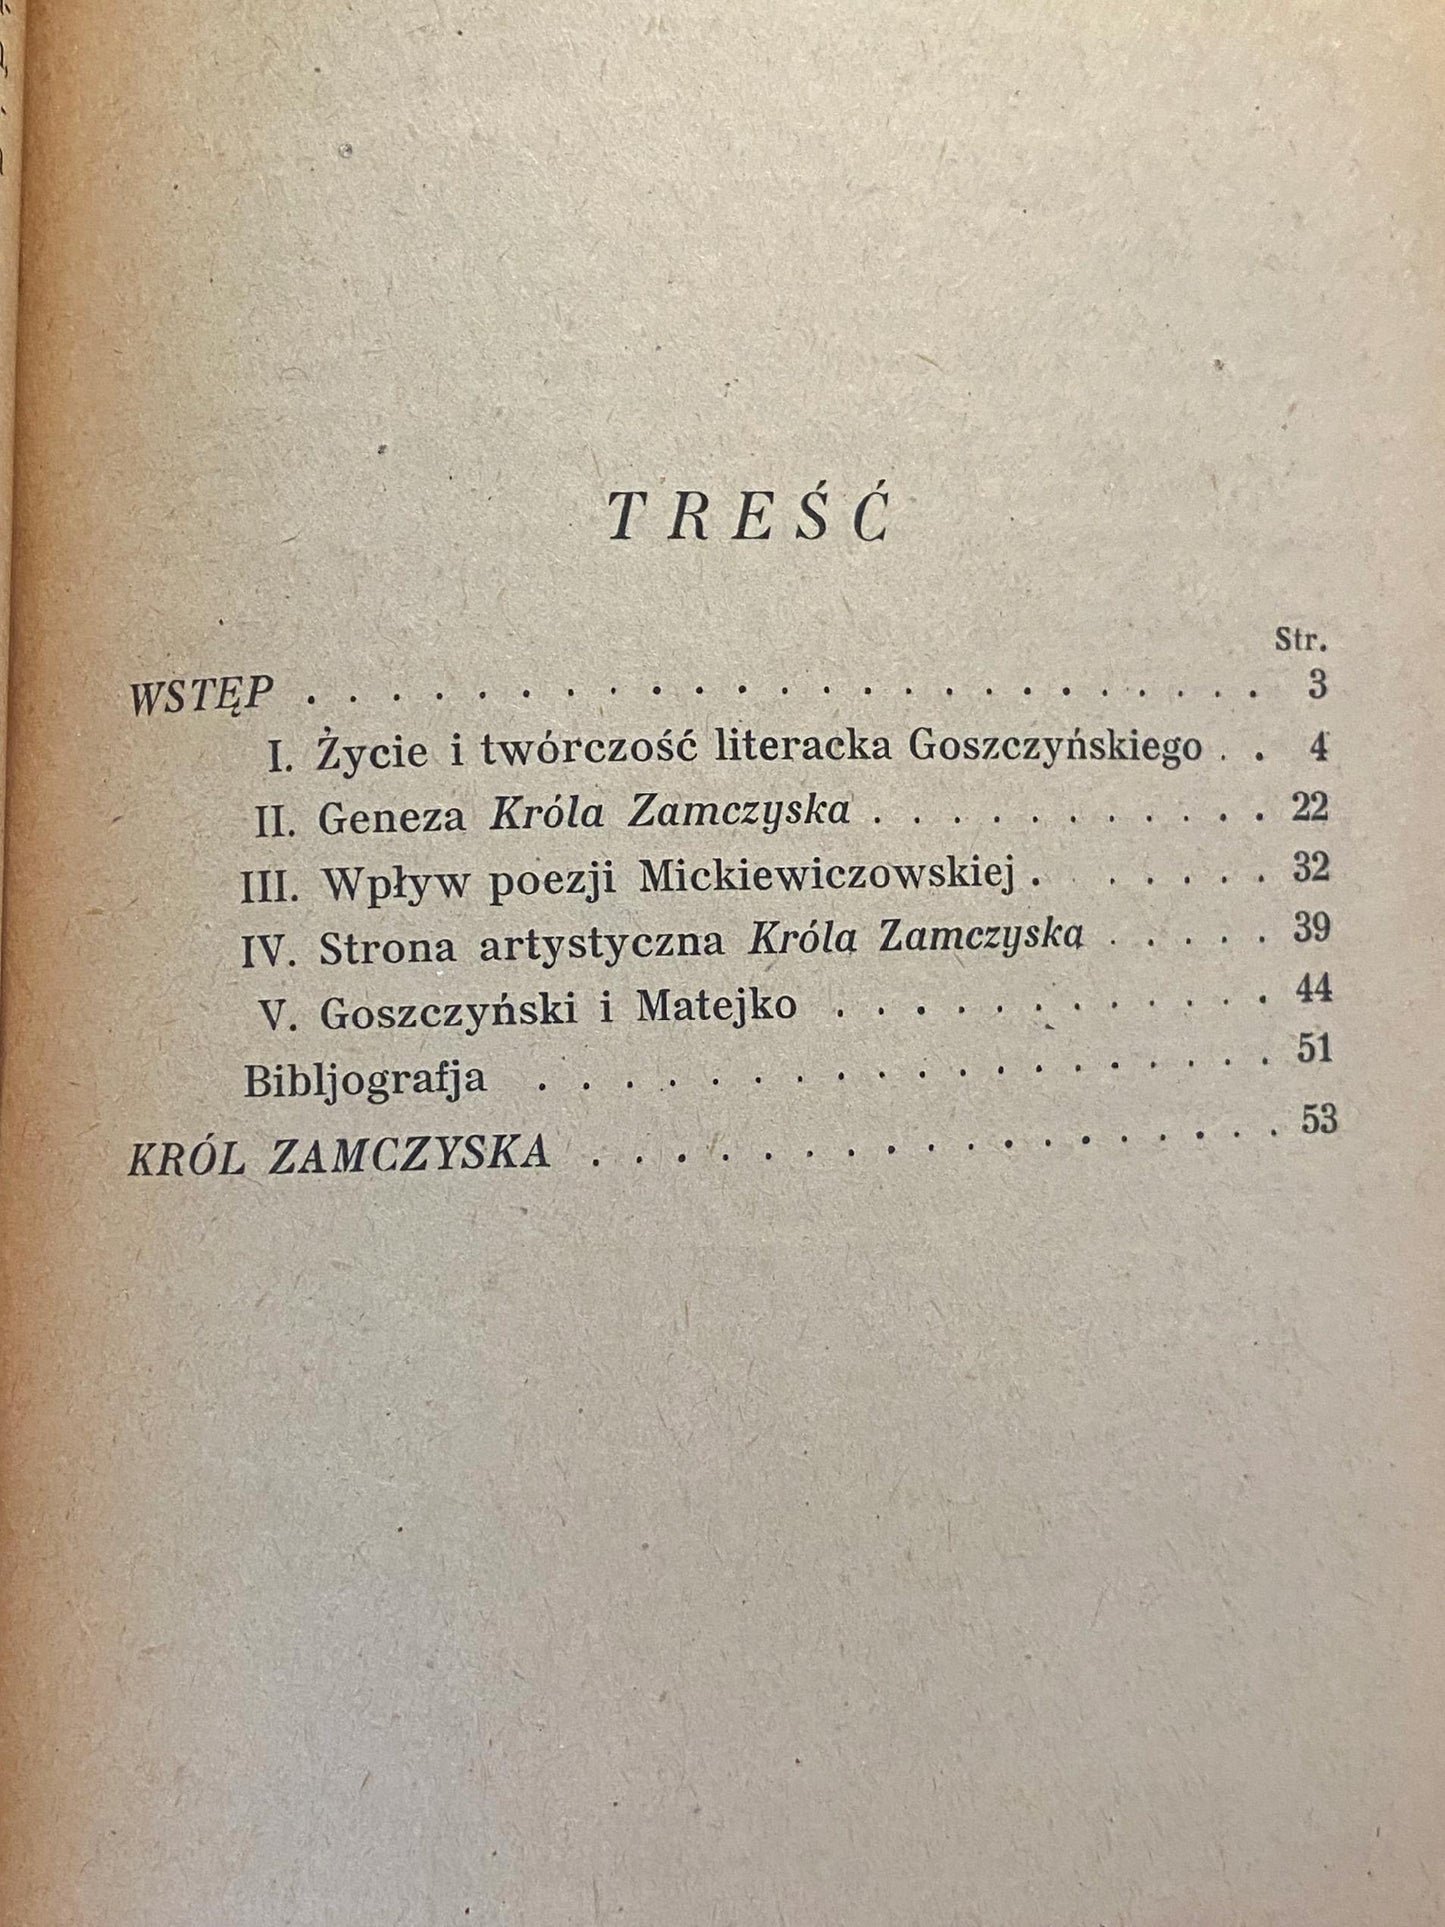 TREŚĆ
Str.
WSTĘP . . . . . . . . . . . . . . . . . . . . . . . 3
I. Życie i twórczość literacka Goszczyńskiego . . 4
II. Geneza Króla Zamczyska . . . . . . . . . . . 22
III. Wpływ poezji Mickiewiczowskiej . . . . . . . 32
IV. Strona artystyczna Króla Zamczyska . . . . . 39
V. Goszczyński i Matejko . . . . . . . . . . . 44
Bibljografja . . . . . . . . . . . . . . . . . 51
KRÓL ZAMCZYSKA . . . . . . . . . . . . . . . . . 53